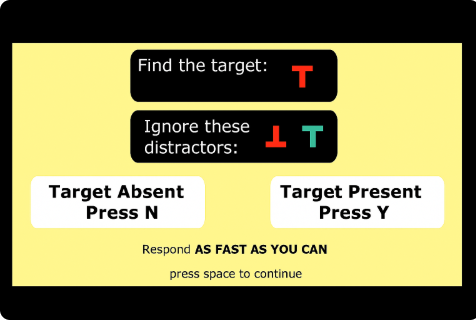 Find the target: T
Ignore these
distractors: ⊥ T
Target Absent
Press N
Target Present
Press Y
Respond AS FAST AS YOU CAN
press space to continue